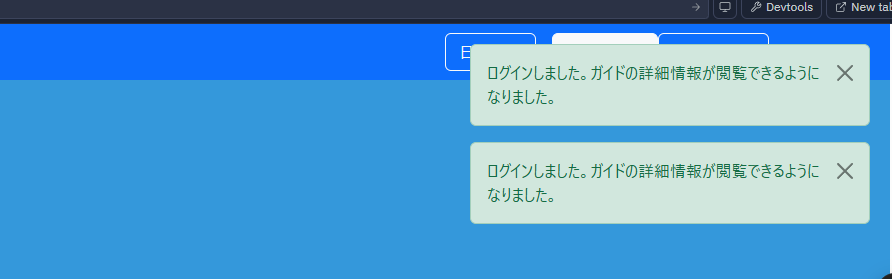 Devtools
New tab
日
ログインしました。ガイドの詳細情報が閲覧できるように
なりました。
ログインしました。ガイドの詳細情報が閲覧できるように
なりました。